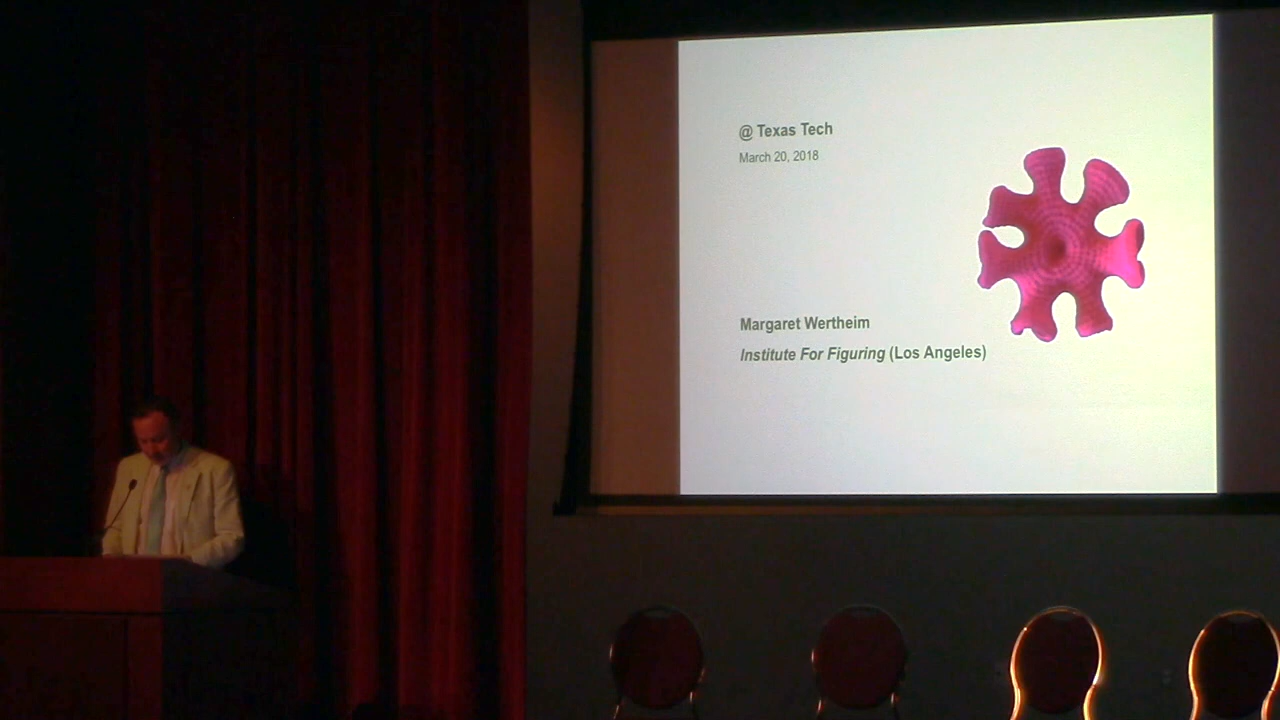 @ Texas Tech
March 20, 2018
Margaret Wertheim
Institute For Figuring (Los Angeles)